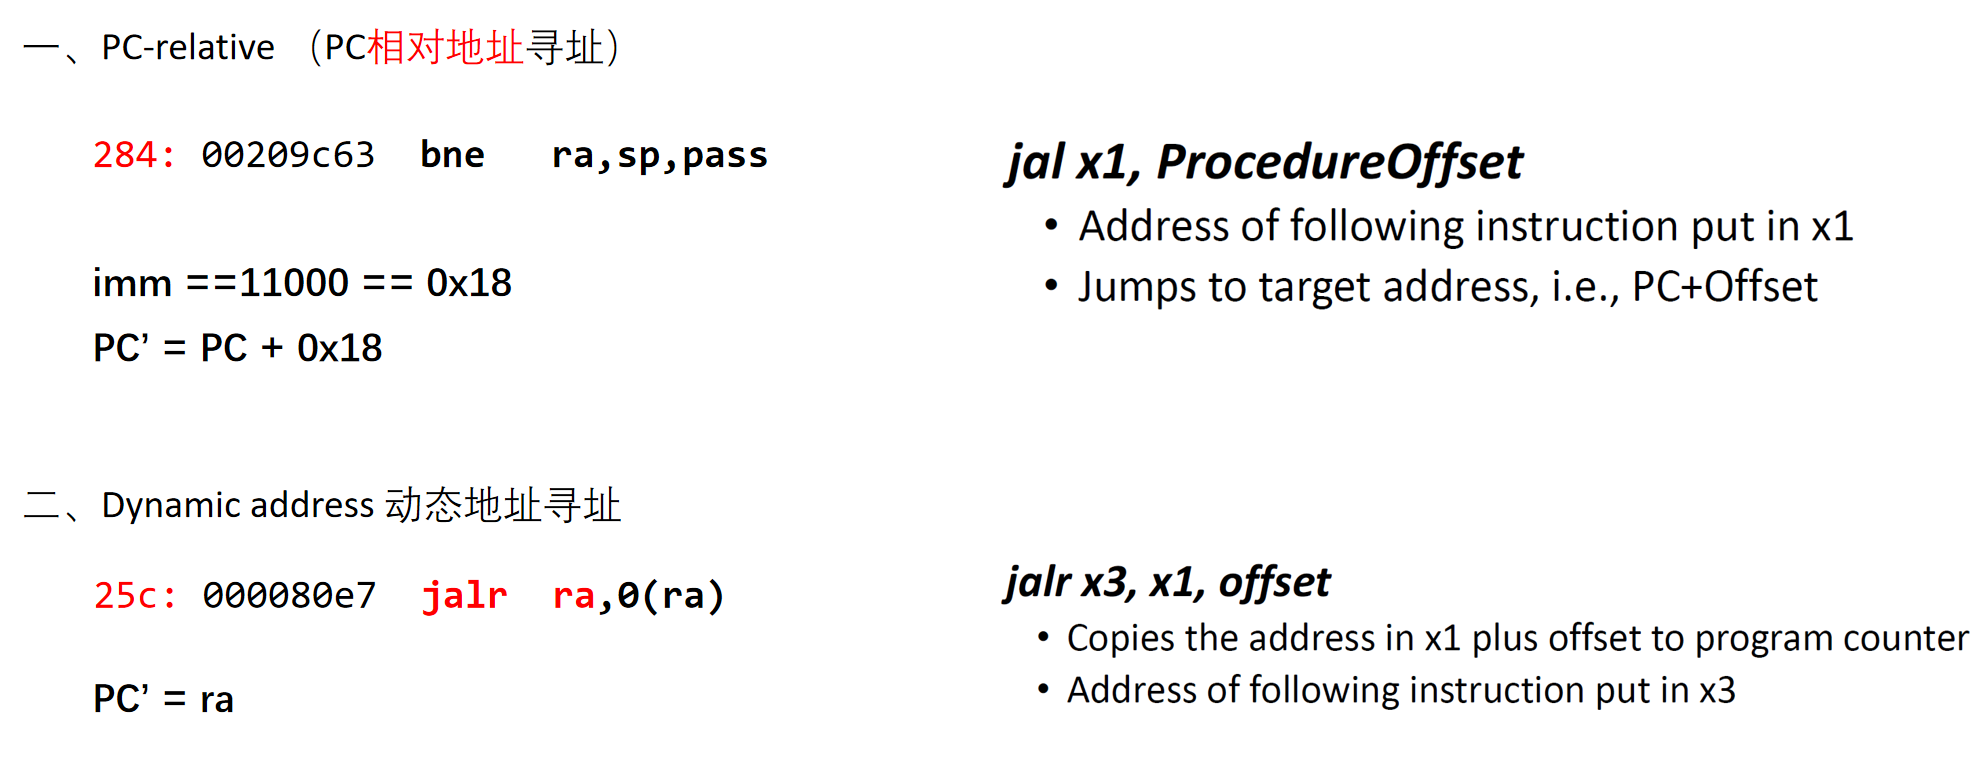 一、PC-relative （PC相对地址寻址）
284: 00209c63 bne ra,sp,pass
imm ==11000 == 0x18
PC’ = PC + 0x18
jal x1, ProcedureOffset
• Address of following instruction put in x1
• Jumps to target address, i.e., PC+Offset
二、Dynamic address 动态地址寻址
25c: 000080e7 jalr ra,0(ra)
PC’ = ra
jalr x3, x1, offset
• Copies the address in x1 plus offset to program counter
• Address of following instruction put in x3